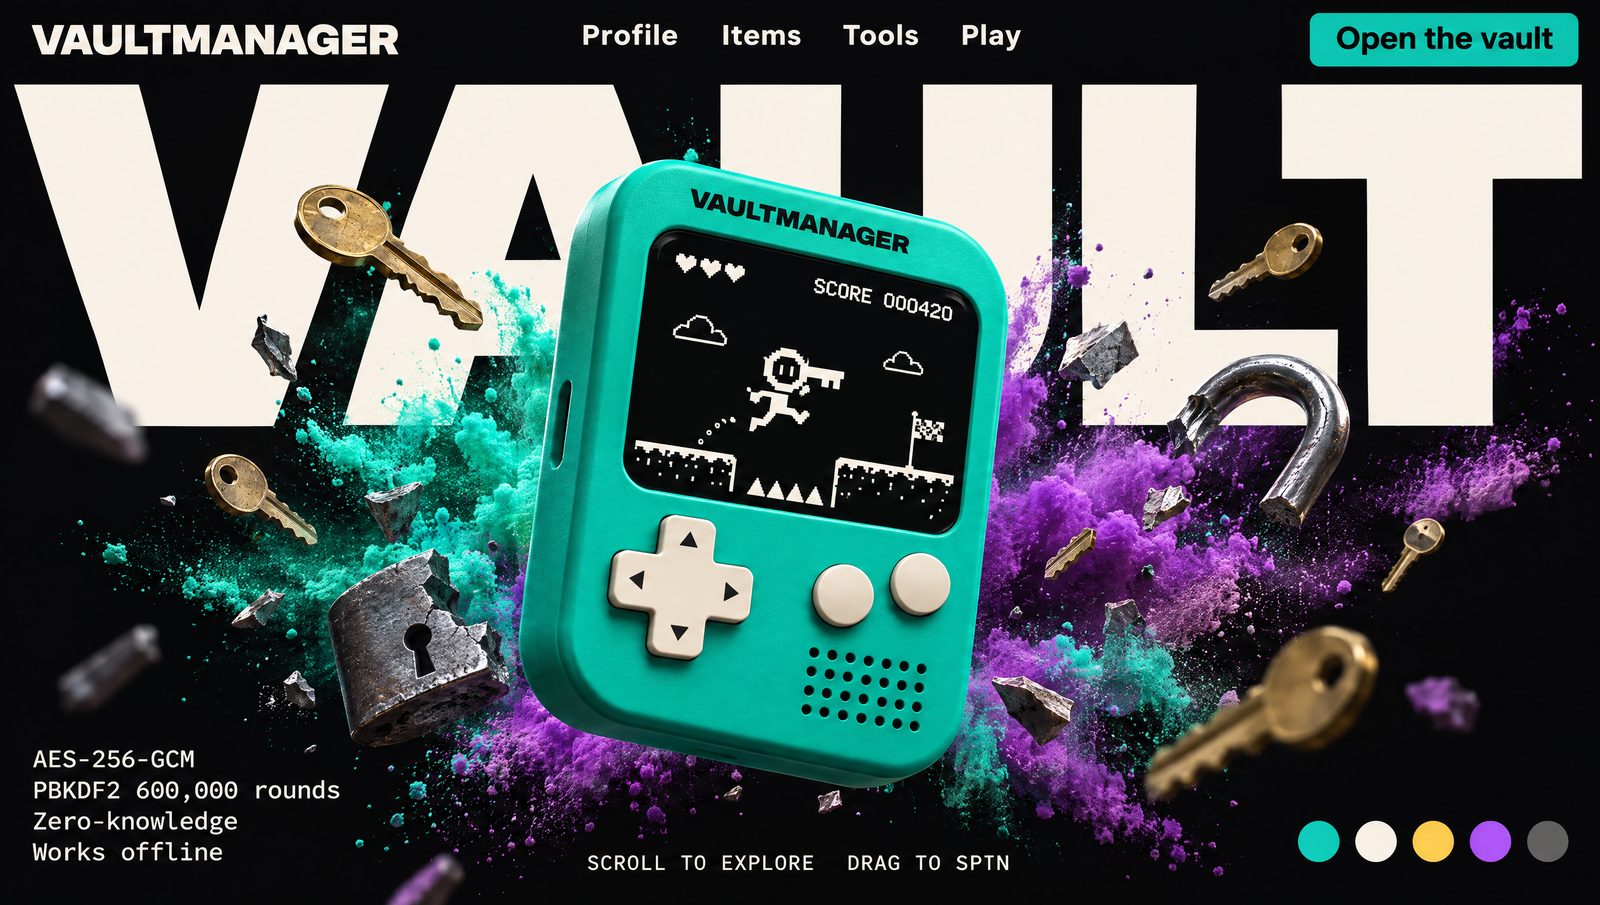 VAULTMANAGER
Profile Items Tools Play
Open the vault
VAULT
VAULTMANAGER
SCORE 000420
AES-256-GCM
PBKDF2 600,000 rounds
Zero-knowledge
Works offline
SCROLL TO EXPLORE DRAG TO SPTN